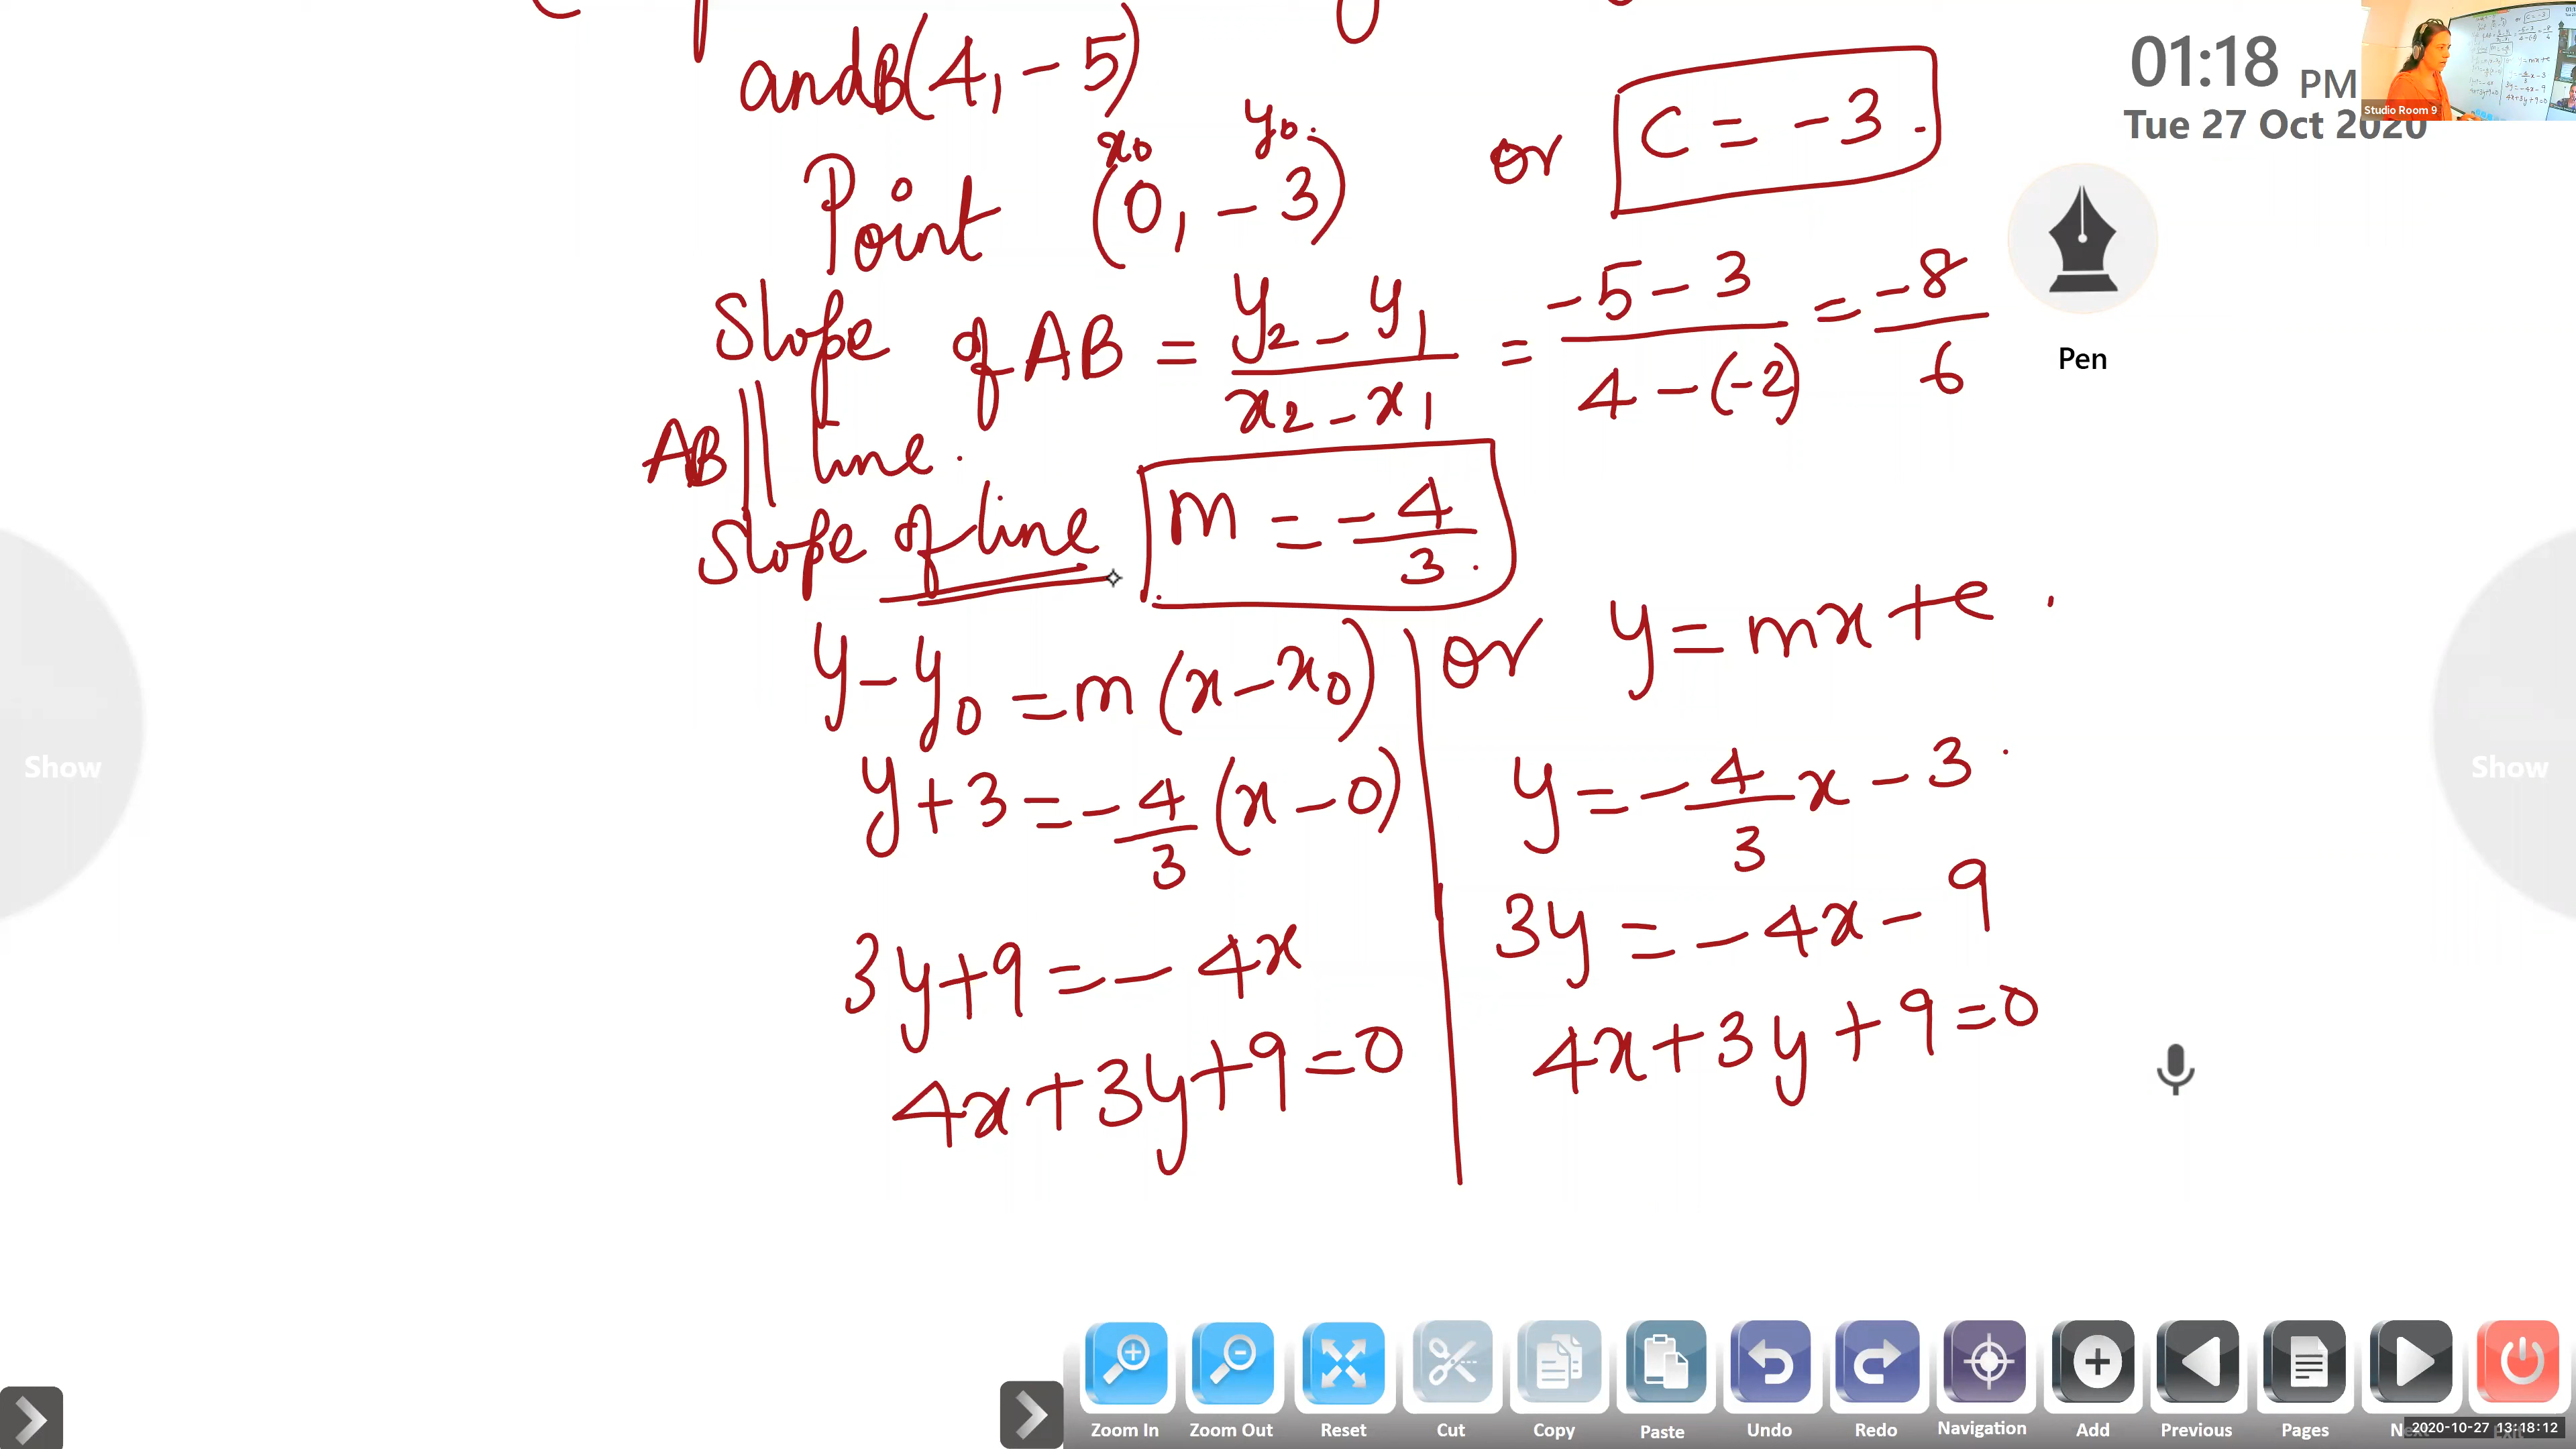 01:18 PM
Tue 27 Oct 2020
Studio Room 9
and B(4, -5)
x₀ y₀.
Point (0, -3) or C = -3.
Slope of AB = y₂ - y₁ / x₂ - x₁ = -5 - 3 / 4 - (-2) = -8 / 6
AB || line.
Slope of line m = -4/3.
y - y₀ = m(x - x₀)
y + 3 = -4/3 (x - 0)
3y + 9 = -4x
4x + 3y + 9 = 0
or y = mx + c.
y = -4/3 x - 3.
3y = -4x - 9
4x + 3y + 9 = 0
Pen
Show
Show
Zoom In Zoom Out Reset Cut Copy Paste Undo Redo Navigation Add Previous Pages
2020-10-27 13:18:12